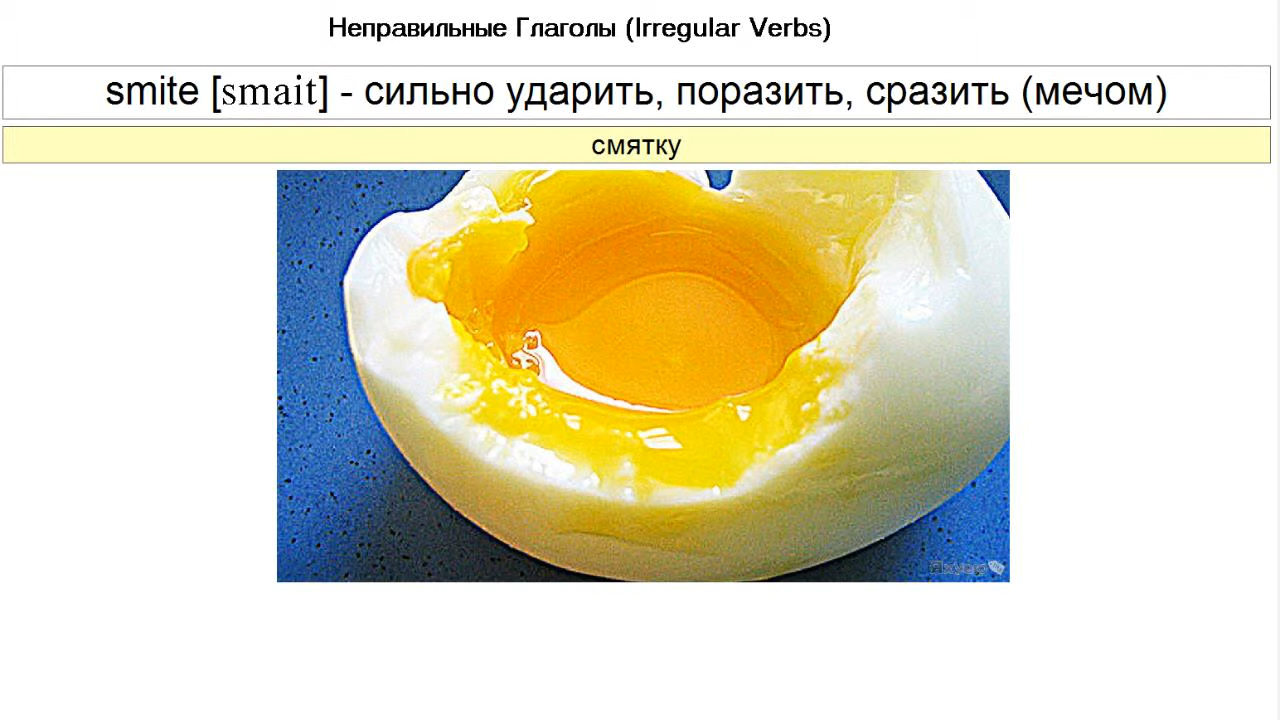 Неправильные Глаголы (Irregular Verbs)
smite [smait] - сильно ударить, поразить, сразить (мечом)
смятку